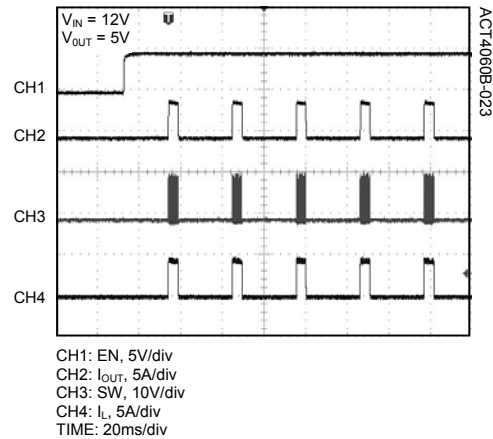 V_IN = 12V
V_0UT = 5V
ACT4060B-023
CH1
CH2
CH3
CH4
CH1: EN, 5V/div
CH2: I_OUT, 5A/div
CH3: SW, 10V/div
CH4: I_L, 5A/div
TIME: 20ms/div